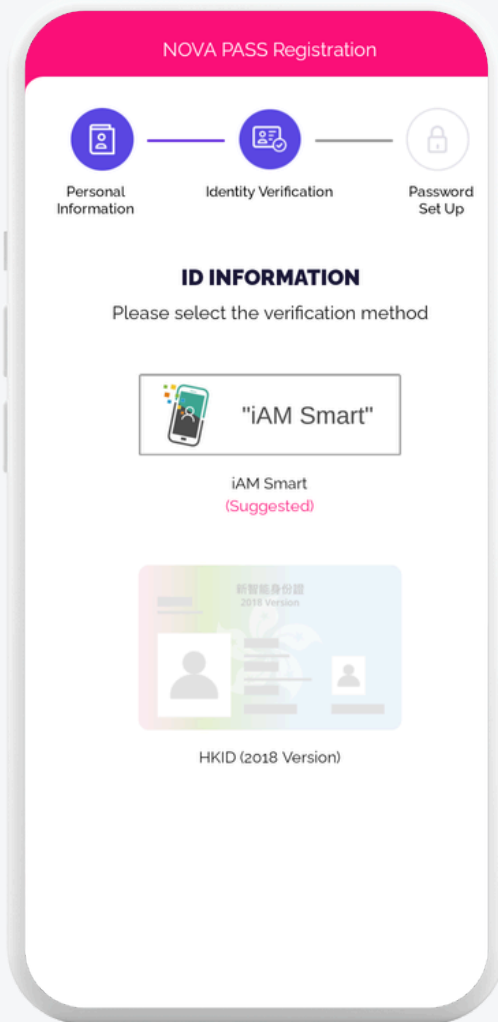 NOVA PASS Registration
Personal
Information
Identity Verification
Password
Set Up
ID INFORMATION
Please select the verification method
"iAM Smart"
iAM Smart
(Suggested)
新智能身份證
2018 Version
HKID (2018 Version)